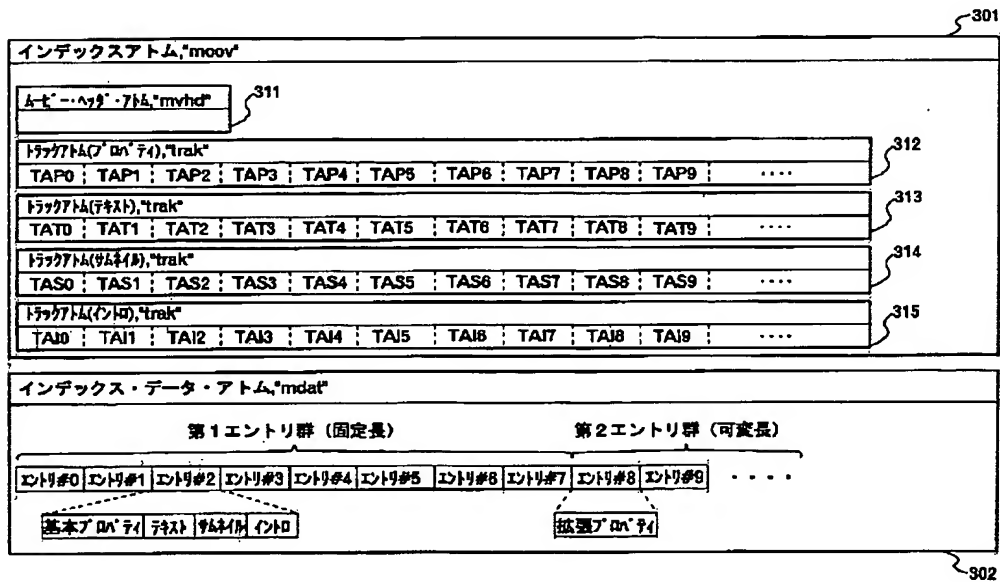 301
インデックスアトム,"moov"
ムービー・ヘッダ・アトム,"mvhd"
311
トラックアトム(プロパティ),"trak"
312
TAP0 TAP1 TAP2 TAP3 TAP4 TAP5 TAP6 TAP7 TAP8 TAP9 ････
トラックアトム(テキスト),"trak"
313
TAT0 TAT1 TAT2 TAT3 TAT4 TAT5 TAT6 TAT7 TAT8 TAT9 ････
トラックアトム(サムネイル),"trak"
314
TAS0 TAS1 TAS2 TAS3 TAS4 TAS5 TAS6 TAS7 TAS8 TAS9 ････
トラックアトム(イントロ),"trak"
315
TAI0 TAI1 TAI2 TAI3 TAI4 TAI5 TAI6 TAI7 TAI8 TAI9 ････
インデックス・データ・アトム,"mdat"
第1エントリ群（固定長） 第2エントリ群（可変長）
エントリ#0 エントリ#1 エントリ#2 エントリ#3 エントリ#4 エントリ#5 エントリ#6 エントリ#7 エントリ#8 エントリ#9 ････
基本プロパティ テキスト サムネイル イントロ 拡張プロパティ
302